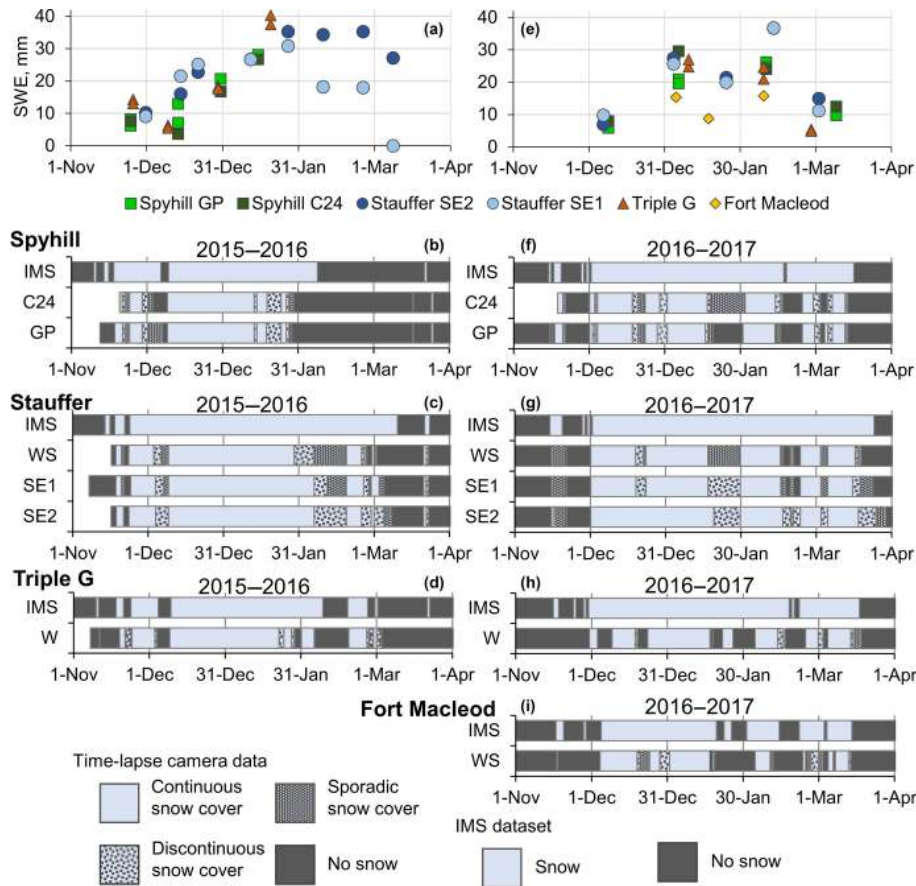 40 (a) (e)
30
20
10
0
SWE, mm
1-Nov 1-Dec 31-Dec 31-Jan 1-Mar 1-Apr
40
30
20
10
0
1-Nov 1-Dec 31-Dec 30-Jan 1-Mar 1-Apr
Spyhill GP Spyhill C24 Stauffer SE2 Stauffer SE1 Triple G Fort Macleod
Spyhill
2015–2016 (b)
IMS
C24
GP
1-Nov 1-Dec 31-Dec 31-Jan 1-Mar 1-Apr
(f) 2016–2017
IMS
C24
GP
1-Nov 1-Dec 31-Dec 30-Jan 1-Mar 1-Apr
Stauffer
2015–2016 (c)
IMS
WS
SE1
SE2
1-Nov 1-Dec 31-Dec 31-Jan 1-Mar 1-Apr
(g) 2016–2017
IMS
WS
SE1
SE2
1-Nov 1-Dec 31-Dec 30-Jan 1-Mar 1-Apr
Triple G
2015–2016 (d)
IMS
W
1-Nov 1-Dec 31-Dec 31-Jan 1-Mar 1-Apr
(h) 2016–2017
IMS
W
1-Nov 1-Dec 31-Dec 30-Jan 1-Mar 1-Apr
Fort Macleod
(i) 2016–2017
IMS
WS
1-Nov 1-Dec 31-Dec 30-Jan 1-Mar 1-Apr
Time-lapse camera data
Continuous
snow cover
Sporadic
snow cover
Discontinuous
snow cover
No snow
IMS dataset
Snow
No snow